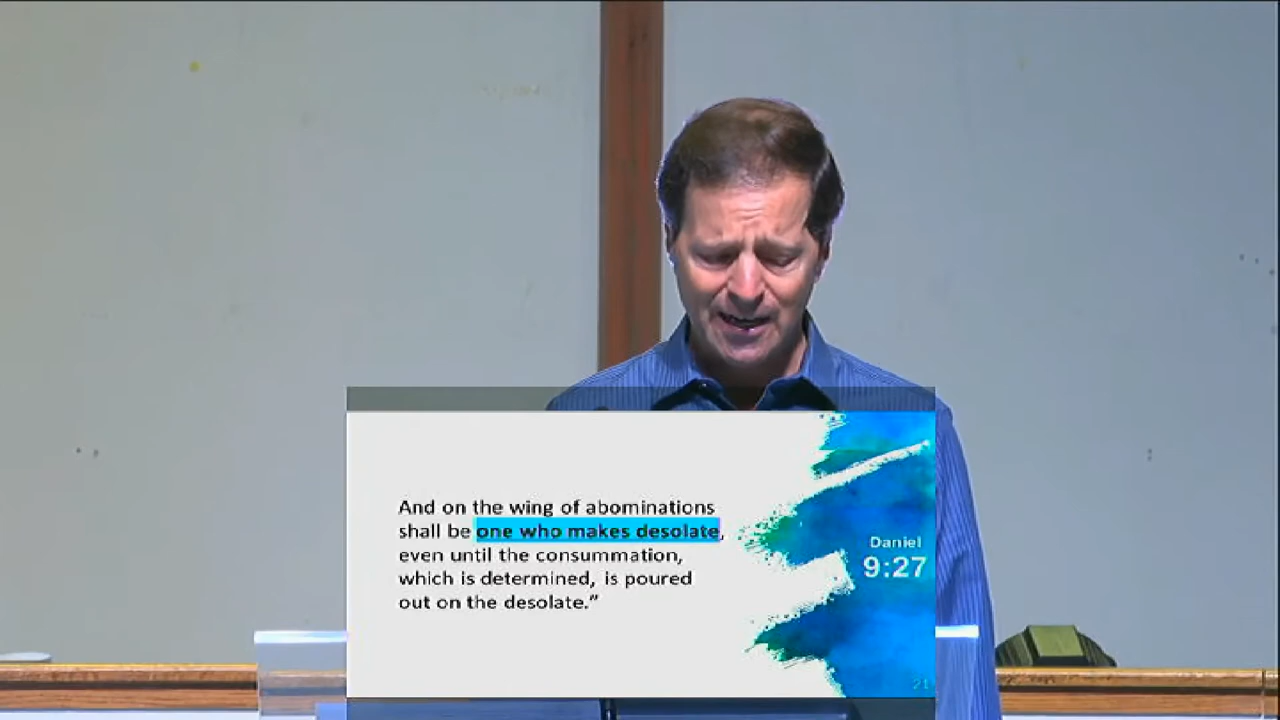 And on the wing of abominations
shall be one who makes desolate,
even until the consummation,
which is determined, is poured
out on the desolate.”
Daniel
9:27
21